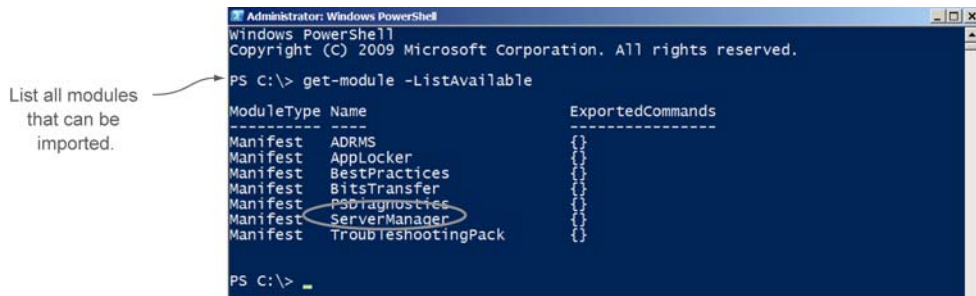 Administrator: Windows PowerShell
Windows PowerShell
Copyright (C) 2009 Microsoft Corporation. All rights reserved.
PS C:\> get-module -ListAvailable
List all modules
that can be
imported.
ModuleType Name ExportedCommands
---------- ---- ----------------
Manifest ADRMS {}
Manifest AppLocker {}
Manifest BestPractices {}
Manifest BitsTransfer {}
Manifest PSDiagnostics {}
Manifest ServerManager {}
Manifest TroubleshootingPack {}
PS C:\> _